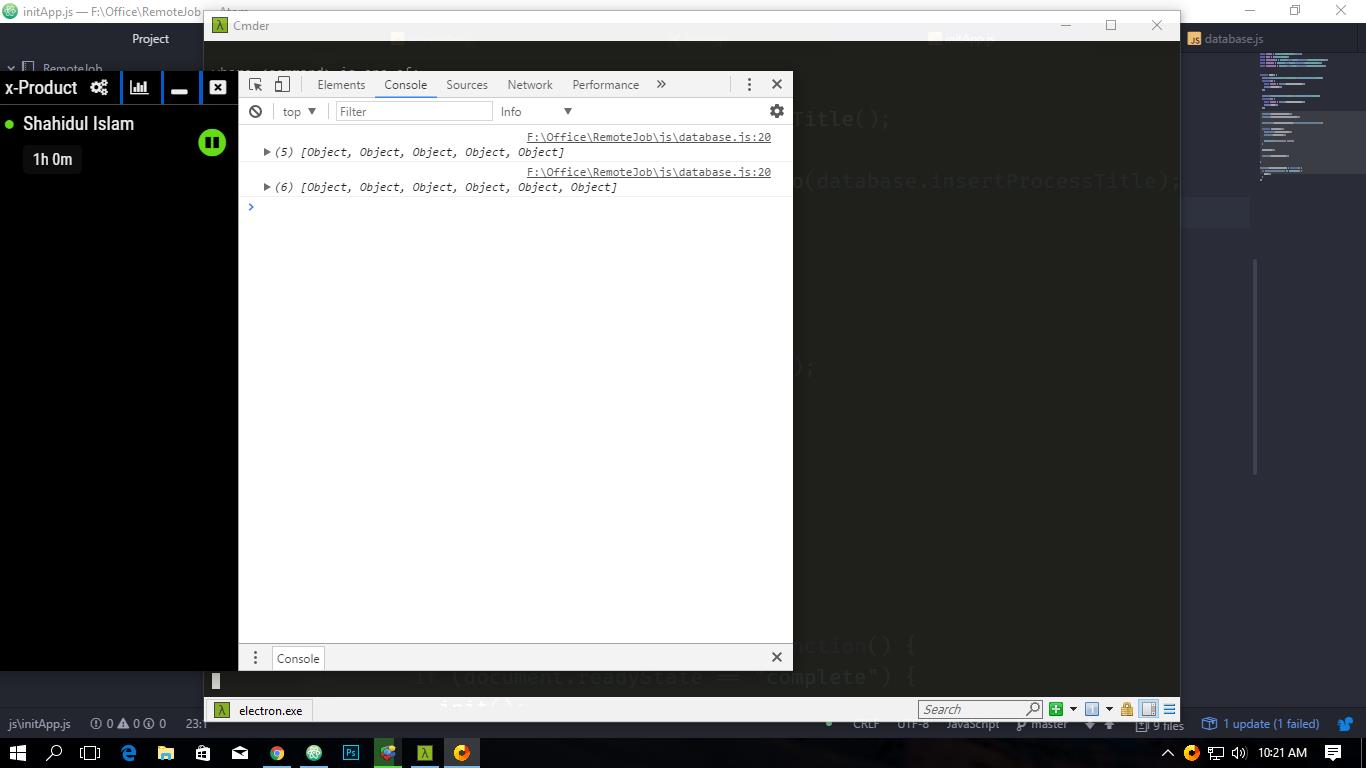 initApp.js — F:\Office\RemoteJob — Atom
Cmder
Project
RemoteJob
database.js
x-Product
Shahidul Islam
1h 0m
Elements Console Sources Network Performance »
top Filter Info
F:\Office\RemoteJob\js\database.js:20
(5) [Object, Object, Object, Object, Object]
F:\Office\RemoteJob\js\database.js:20
(6) [Object, Object, Object, Object, Object, Object]
>
Title();
o(database.insertProcessTitle);
);
Console
nction() {
if (document.readyState == "complete") {
init();
electron.exe
Search
js\initApp.js 0 0 0 23:1
CRLF UTF-8 JavaScript master 9 files 1 update (1 failed)
10:21 AM